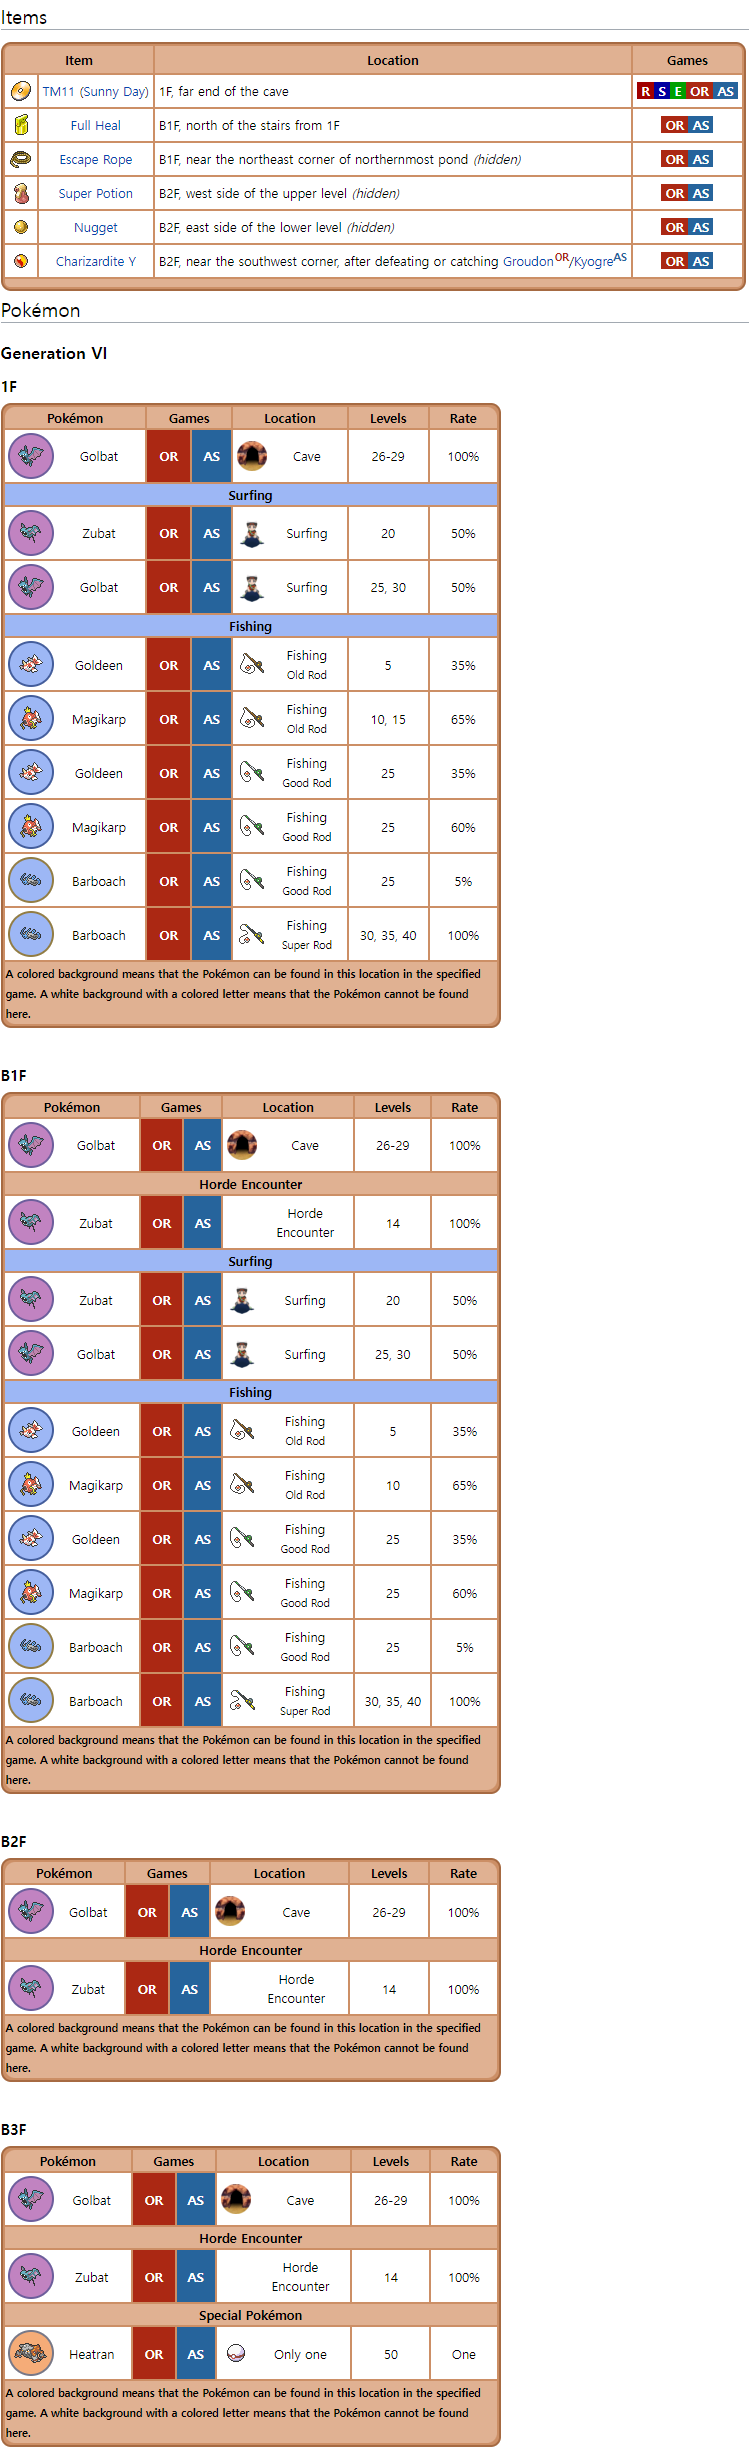 Items
Item Location Games
TM11 (Sunny Day) 1F, far end of the cave R S E OR AS
Full Heal B1F, north of the stairs from 1F OR AS
Escape Rope B1F, near the northeast corner of northernmost pond (hidden) OR AS
Super Potion B2F, west side of the upper level (hidden) OR AS
Nugget B2F, east side of the lower level (hidden) OR AS
Charizardite Y B2F, near the southwest corner, after defeating or catching GroudonOR/KyogreAS OR AS
Pokémon
Generation VI
1F
Pokémon Games Location Levels Rate
Golbat OR AS Cave 26-29 100%
Surfing
Zubat OR AS Surfing 20 50%
Golbat OR AS Surfing 25, 30 50%
Fishing
Goldeen OR AS Fishing Old Rod 5 35%
Magikarp OR AS Fishing Old Rod 10, 15 65%
Goldeen OR AS Fishing Good Rod 25 35%
Magikarp OR AS Fishing Good Rod 25 60%
Barboach OR AS Fishing Good Rod 25 5%
Barboach OR AS Fishing Super Rod 30, 35, 40 100%
A colored background means that the Pokémon can be found in this location in the specified
game. A white background with a colored letter means that the Pokémon cannot be found
here.
B1F
Pokémon Games Location Levels Rate
Golbat OR AS Cave 26-29 100%
Horde Encounter
Zubat OR AS Horde Encounter 14 100%
Surfing
Zubat OR AS Surfing 20 50%
Golbat OR AS Surfing 25, 30 50%
Fishing
Goldeen OR AS Fishing Old Rod 5 35%
Magikarp OR AS Fishing Old Rod 10 65%
Goldeen OR AS Fishing Good Rod 25 35%
Magikarp OR AS Fishing Good Rod 25 60%
Barboach OR AS Fishing Good Rod 25 5%
Barboach OR AS Fishing Super Rod 30, 35, 40 100%
A colored background means that the Pokémon can be found in this location in the specified
game. A white background with a colored letter means that the Pokémon cannot be found
here.
B2F
Pokémon Games Location Levels Rate
Golbat OR AS Cave 26-29 100%
Horde Encounter
Zubat OR AS Horde Encounter 14 100%
A colored background means that the Pokémon can be found in this location in the specified
game. A white background with a colored letter means that the Pokémon cannot be found
here.
B3F
Pokémon Games Location Levels Rate
Golbat OR AS Cave 26-29 100%
Horde Encounter
Zubat OR AS Horde Encounter 14 100%
Special Pokémon
Heatran OR AS Only one 50 One
A colored background means that the Pokémon can be found in this location in the specified
game. A white background with a colored letter means that the Pokémon cannot be found
here.